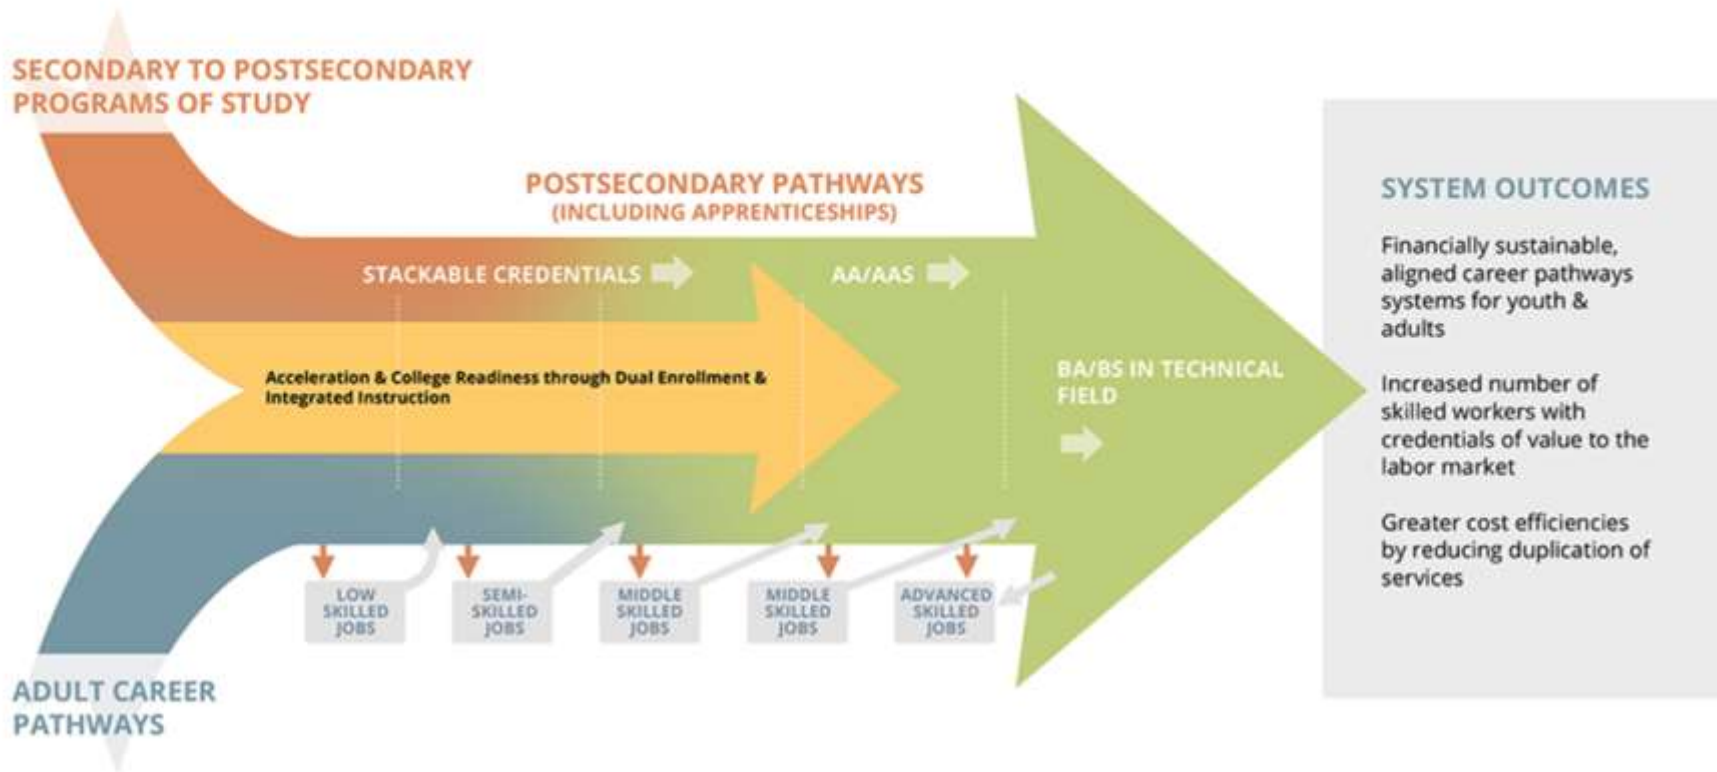 SECONDARY TO POSTSECONDARY
PROGRAMS OF STUDY
POSTSECONDARY PATHWAYS
(INCLUDING APPRENTICESHIPS)
STACKABLE CREDENTIALS
AA/AAS
Acceleration & College Readiness through Dual Enrollment &
Integrated Instruction
BA/BS IN TECHNICAL
FIELD
LOW
SKILLED
JOBS
SEMI-
SKILLED
JOBS
MIDDLE
SKILLED
JOBS
MIDDLE
SKILLED
JOBS
ADVANCED
SKILLED
JOBS
ADULT CAREER
PATHWAYS
SYSTEM OUTCOMES
Financially sustainable,
aligned career pathways
systems for youth &
adults
Increased number of
skilled workers with
credentials of value to the
labor market
Greater cost efficiencies
by reducing duplication of
services